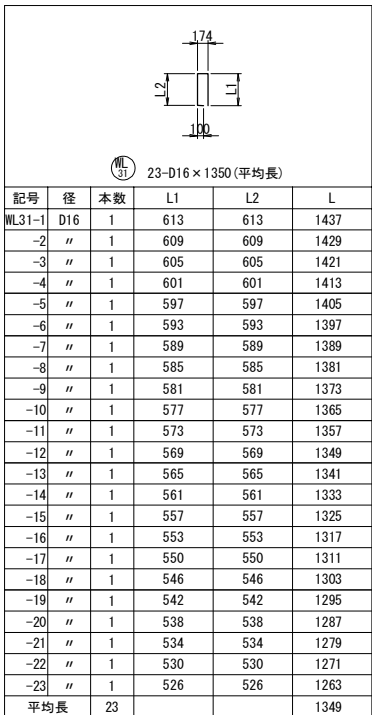 174
L2
L1
100
WL
31
23-D16×1350(平均長)
記号 径 本数 L1 L2 L
WL31-1 D16 1 613 613 1437
-2 〃 1 609 609 1429
-3 〃 1 605 605 1421
-4 〃 1 601 601 1413
-5 〃 1 597 597 1405
-6 〃 1 593 593 1397
-7 〃 1 589 589 1389
-8 〃 1 585 585 1381
-9 〃 1 581 581 1373
-10 〃 1 577 577 1365
-11 〃 1 573 573 1357
-12 〃 1 569 569 1349
-13 〃 1 565 565 1341
-14 〃 1 561 561 1333
-15 〃 1 557 557 1325
-16 〃 1 553 553 1317
-17 〃 1 550 550 1311
-18 〃 1 546 546 1303
-19 〃 1 542 542 1295
-20 〃 1 538 538 1287
-21 〃 1 534 534 1279
-22 〃 1 530 530 1271
-23 〃 1 526 526 1263
平均長 23 1349